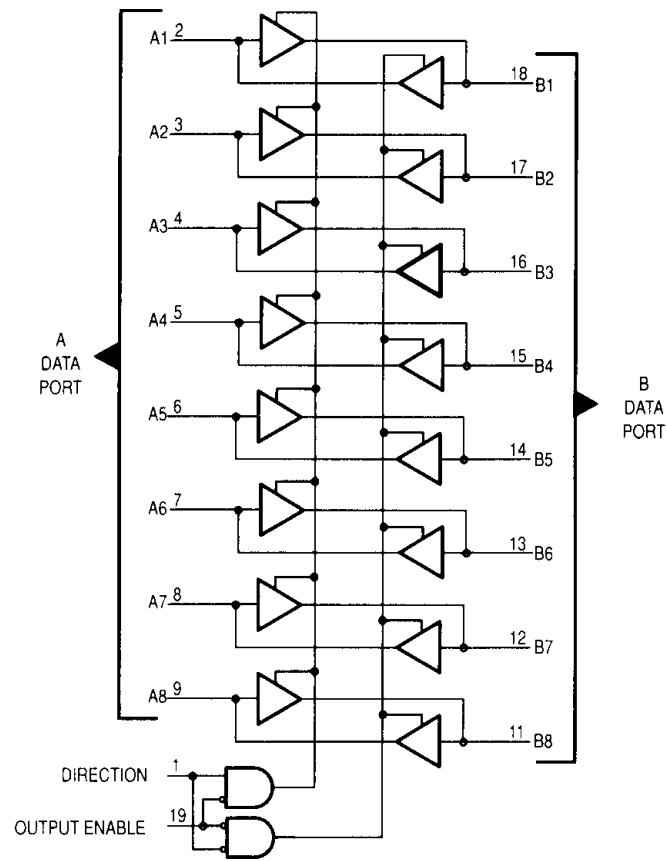 A1 2
18 B1
A2 3
17 B2
A3 4
16 B3
A4 5
15 B4
A
DATA
PORT
B
DATA
PORT
A5 6
14 B5
A6 7
13 B6
A7 8
12 B7
A8 9
11 B8
DIRECTION 1
OUTPUT ENABLE 19